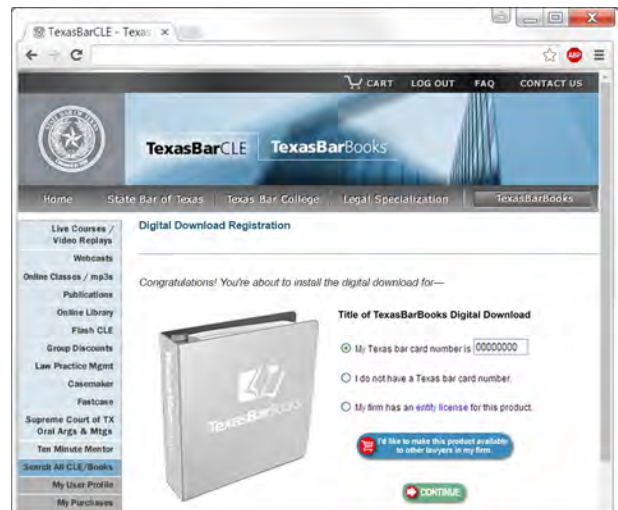 TexasBarCLE - Texas
ABP
CART LOG OUT FAQ CONTACT US
TexasBarCLE TexasBarBooks
Home State Bar of Texas Texas Bar College Legal Specialization TexasBarBooks
Live Courses /
Video Replays
Webcasts
Online Classes / mp3s
Publications
Online Library
Flash CLE
Group Discounts
Law Practice Mgmt
Casemaker
Fastcase
Supreme Court of TX
Oral Args & Mtgs
Ten Minute Mentor
Search All CLE/Books
My User Profile
My Purchases
Digital Download Registration
Congratulations! You're about to install the digital download for—
TexasBarBooks
Title of TexasBarBooks Digital Download
My Texas bar card number is 00000000
I do not have a Texas bar card number.
My firm has an entity license for this product.
I'd like to make this product available
to other lawyers in my firm.
CONTINUE